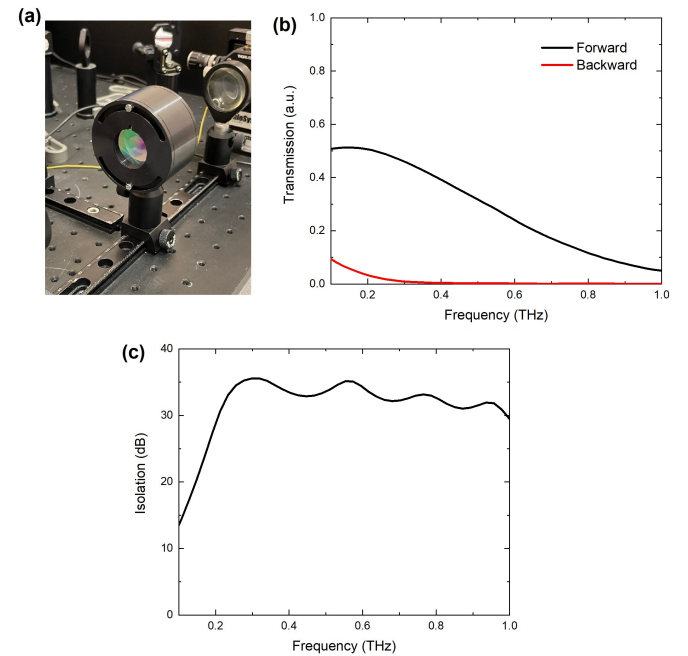 (a)
(b)
1.0
0.8
0.6
0.4
0.2
0.0
Transmission (a.u.)
Forward
Backward
0.2 0.4 0.6 0.8 1.0
Frequency (THz)
(c)
40
30
20
10
0
Isolation (dB)
0.2 0.4 0.6 0.8 1.0
Frequency (THz)